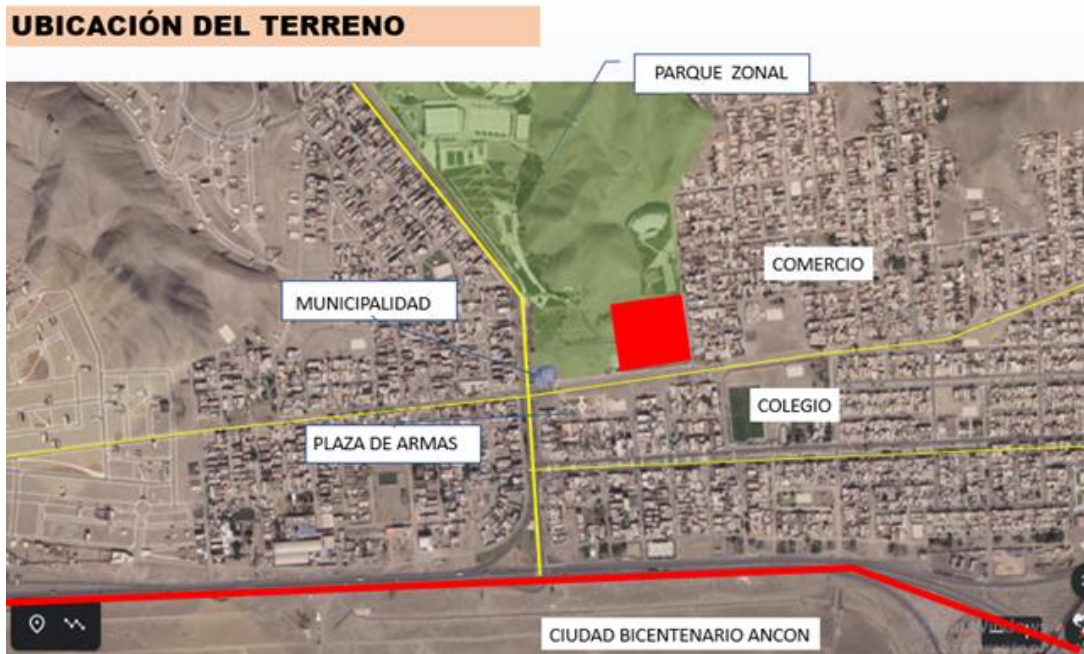 UBICACIÓN DEL TERRENO
PARQUE ZONAL
COMERCIO
MUNICIPALIDAD
COLEGIO
PLAZA DE ARMAS
CIUDAD BICENTENARIO ANCON